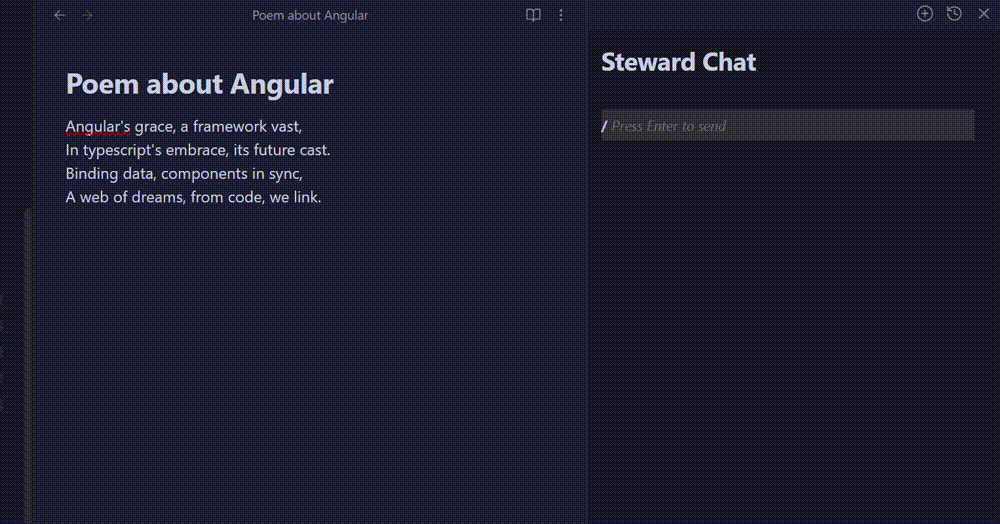 Poem about Angular
Poem about Angular
Angular's grace, a framework vast,
In typescript's embrace, its future cast.
Binding data, components in sync,
A web of dreams, from code, we link.
Steward Chat
/ Press Enter to send